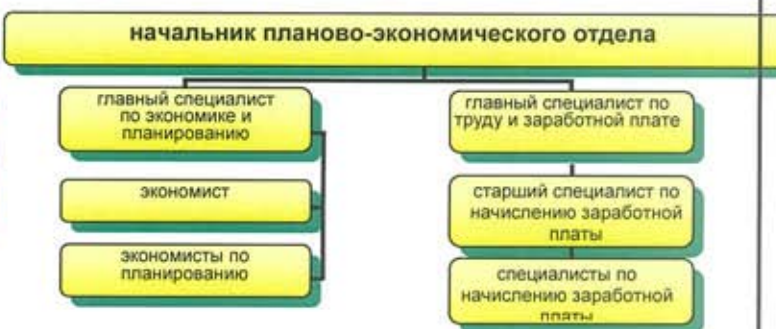 начальник планово-экономического отдела
главный специалист
по экономике и
планированию
экономист
экономисты по
планированию
главный специалист по
труду и заработной плате
старший специалист по
начислению заработной
платы
специалисты по
начислению заработной
платы